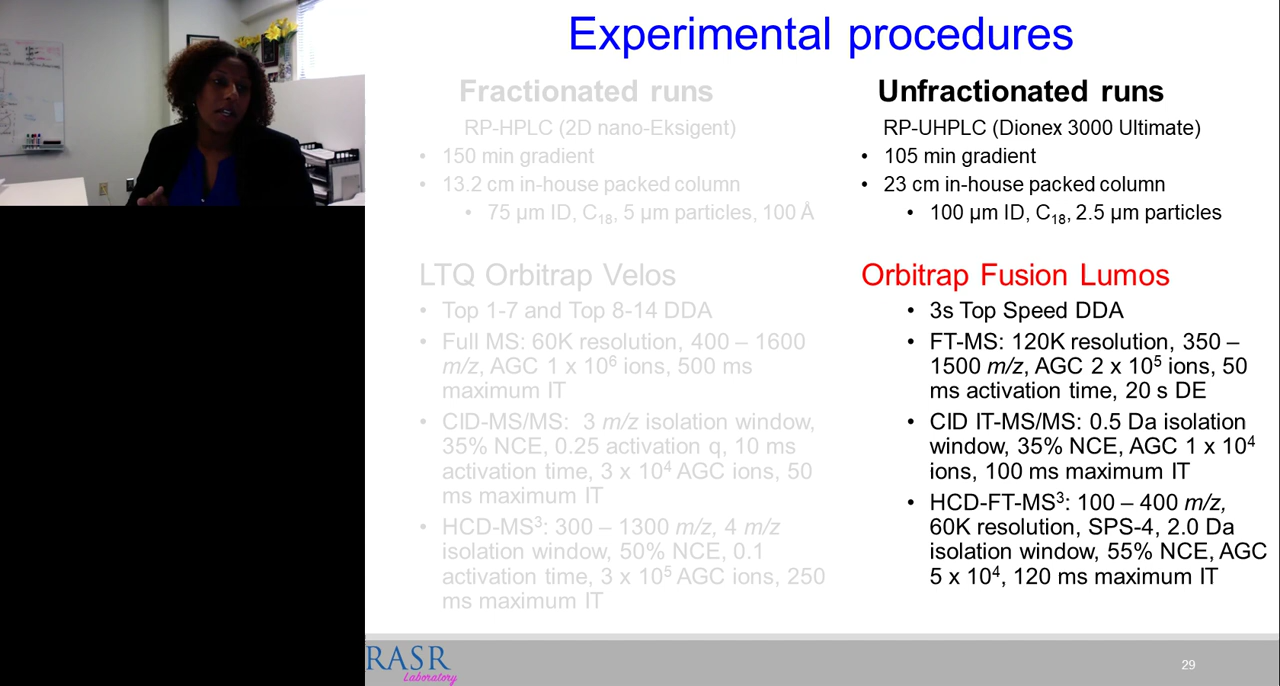 Experimental procedures
Fractionated runs
RP-HPLC (2D nano-Eksigent)
• 150 min gradient
• 13.2 cm in-house packed column
• 75 µm ID, C₁₈, 5 µm particles, 100 Å
LTQ Orbitrap Velos
• Top 1-7 and Top 8-14 DDA
• Full MS: 60K resolution, 400 – 1600
m/z, AGC 1 x 10⁶ ions, 500 ms
maximum IT
• CID-MS/MS: 3 m/z isolation window,
35% NCE, 0.25 activation q, 10 ms
activation time, 3 x 10⁴ AGC ions, 50
ms maximum IT
• HCD-MS³: 300 – 1300 m/z, 4 m/z
isolation window, 50% NCE, 0.1
activation time, 3 x 10⁵ AGC ions, 250
ms maximum IT
Unfractionated runs
RP-UHPLC (Dionex 3000 Ultimate)
• 105 min gradient
• 23 cm in-house packed column
• 100 µm ID, C₁₈, 2.5 µm particles
Orbitrap Fusion Lumos
• 3s Top Speed DDA
• FT-MS: 120K resolution, 350 –
1500 m/z, AGC 2 x 10⁵ ions, 50
ms activation time, 20 s DE
• CID IT-MS/MS: 0.5 Da isolation
window, 35% NCE, AGC 1 x 10⁴
ions, 100 ms maximum IT
• HCD-FT-MS³: 100 – 400 m/z,
60K resolution, SPS-4, 2.0 Da
isolation window, 55% NCE, AGC
5 x 10⁴, 120 ms maximum IT
RASR
Laboratory
29